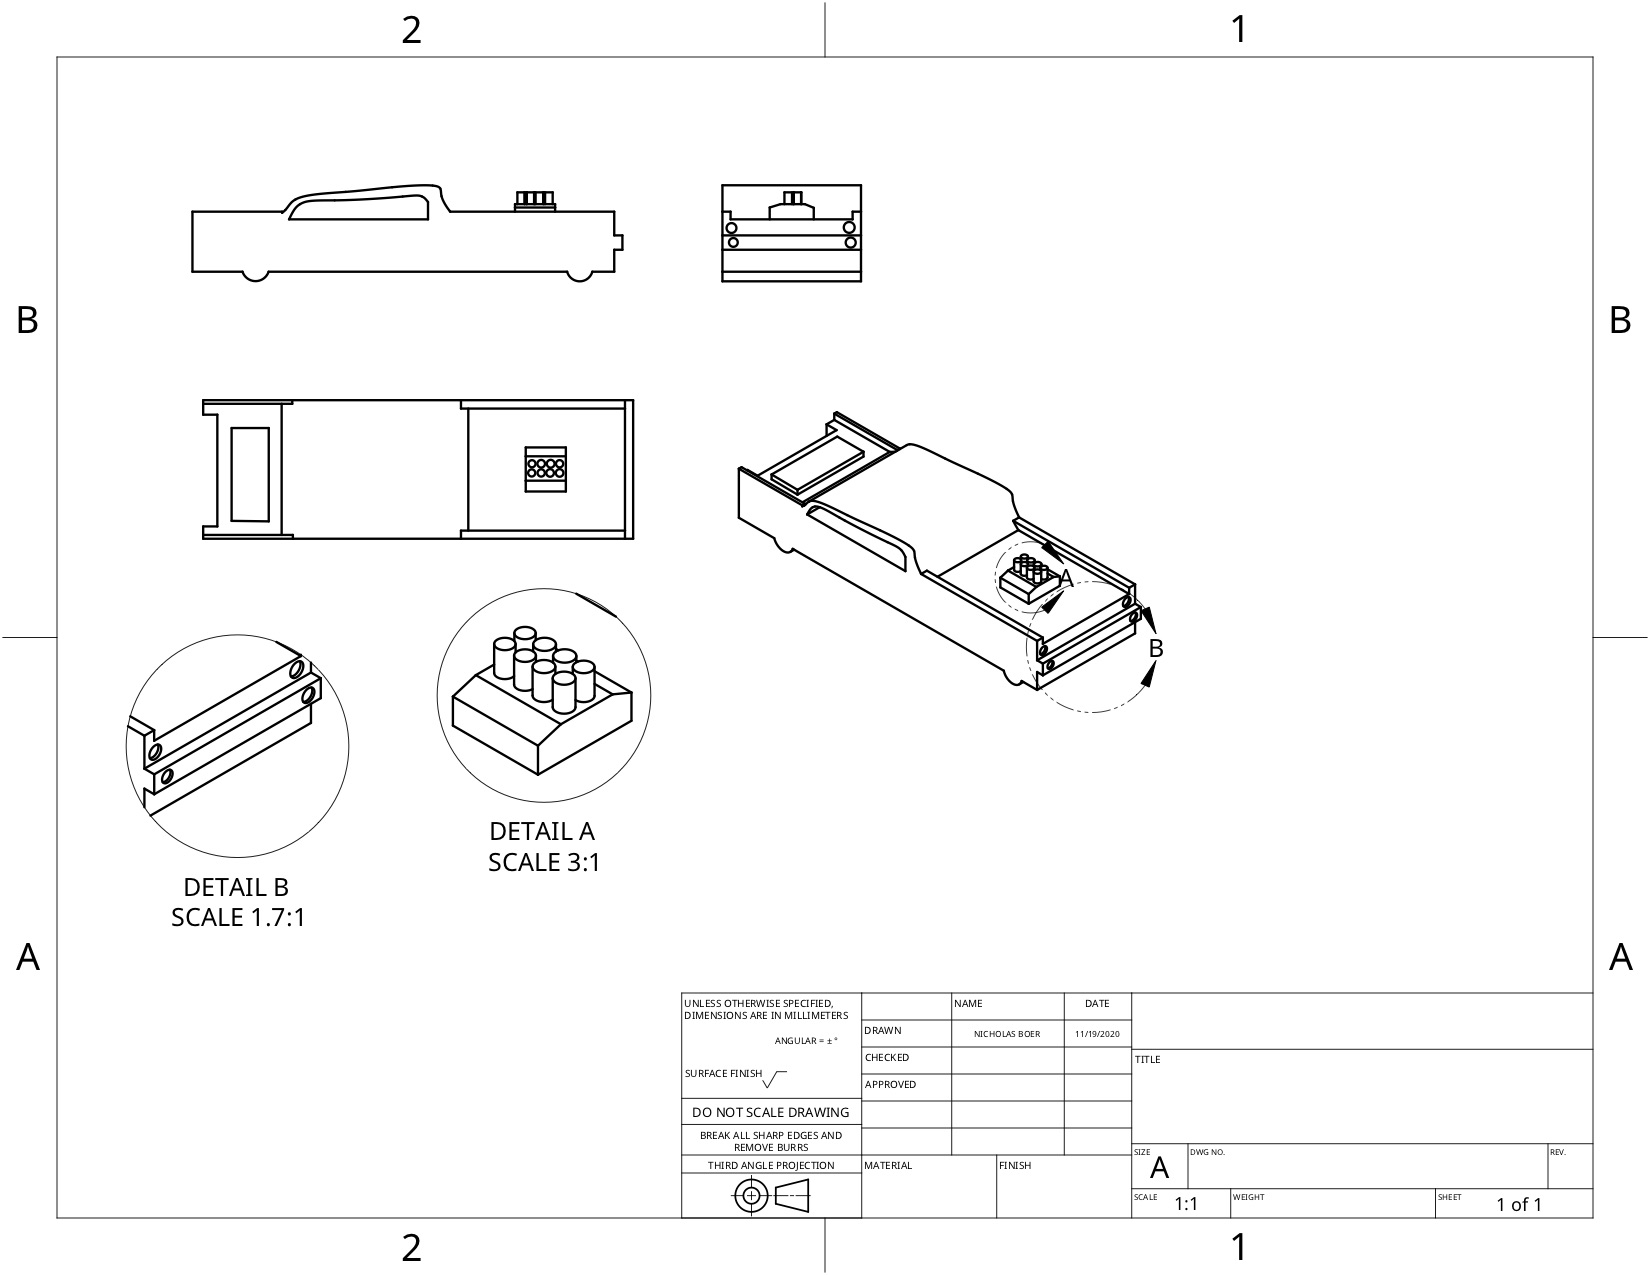 2
1
B
B
A
B
DETAIL A
SCALE 3:1
DETAIL B
SCALE 1.7:1
A
A
UNLESS OTHERWISE SPECIFIED,
DIMENSIONS ARE IN MILLIMETERS
ANGULAR = ± °
SURFACE FINISH
DO NOT SCALE DRAWING
BREAK ALL SHARP EDGES AND
REMOVE BURRS
THIRD ANGLE PROJECTION
NAME
DATE
DRAWN
NICHOLAS BOER
11/19/2020
CHECKED
APPROVED
MATERIAL
FINISH
TITLE
SIZE
A
DWG NO.
REV.
SCALE
1:1
WEIGHT
SHEET
1 of 1
2
1